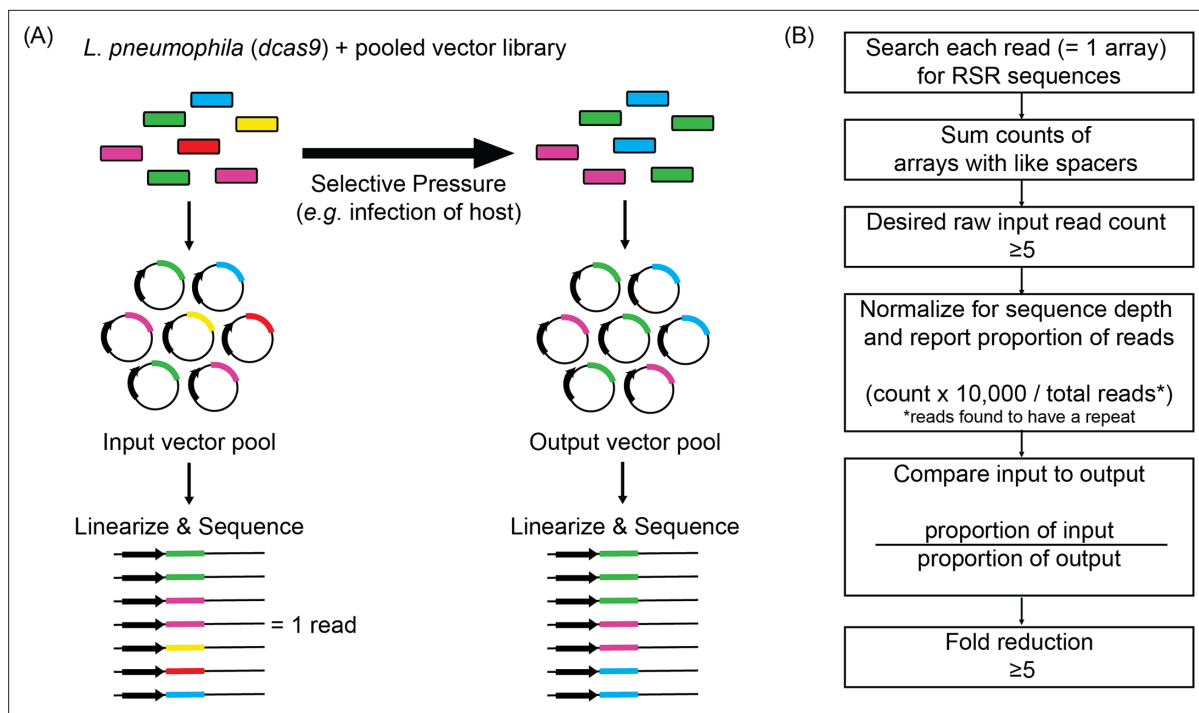 (A)
L. pneumophila (dcas9) + pooled vector library
Selective Pressure
(e.g. infection of host)
Input vector pool
Output vector pool
Linearize & Sequence
Linearize & Sequence
= 1 read
(B)
Search each read (= 1 array)
for RSR sequences
Sum counts of
arrays with like spacers
Desired raw input read count
≥5
Normalize for sequence depth
and report proportion of reads
(count x 10,000 / total reads*)
*reads found to have a repeat
Compare input to output
proportion of input
proportion of output
Fold reduction
≥5